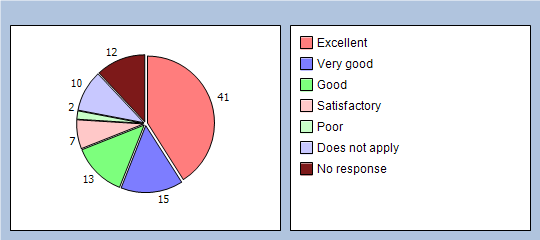 12
10
2
7
13
15
41
Excellent
Very good
Good
Satisfactory
Poor
Does not apply
No response